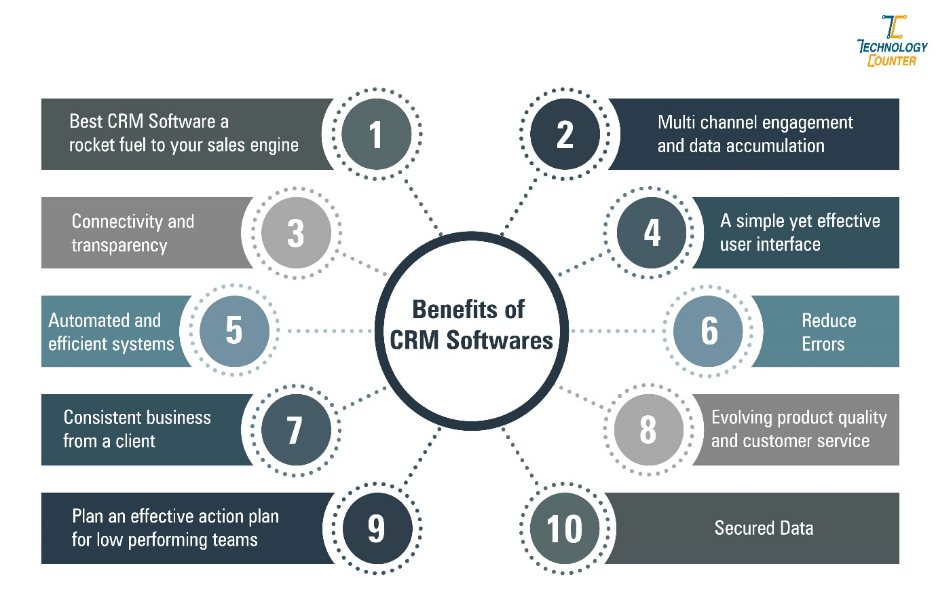 TECHNOLOGY
COUNTER
Best CRM Software a
rocket fuel to your sales engine
1
2
Multi channel engagement
and data accumulation
Connectivity and
transparency
3
4
A simple yet effective
user interface
Benefits of
CRM Softwares
Automated and
efficient systems
5
6
Reduce
Errors
Consistent business
from a client
7
8
Evolving product quality
and customer service
Plan an effective action plan
for low performing teams
9
10
Secured Data